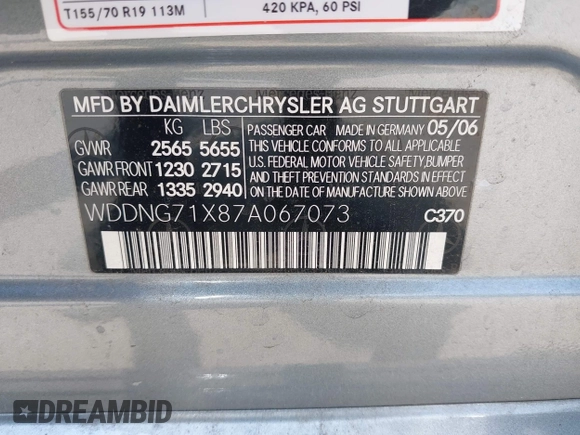 T155/70 R19 113M
420 KPA, 60 PSI
MFD BY DAIMLERCHRYSLER AG STUTTGART
KG LBS
GVWR 2565 5655
GAWR FRONT 1230 2715
GAWR REAR 1335 2940
PASSENGER CAR MADE IN GERMANY 05/06
THIS VEHICLE CONFORMS TO ALL APPLICABLE
U.S. FEDERAL MOTOR VEHICLE SAFETY,BUMPER
AND THEFT PREVENTION STANDARDS IN EFFECT
ON THE DATE OF MANUFACTURE SHOWN ABOVE.
WDDNG71X87A067073
C370
DREAMBID